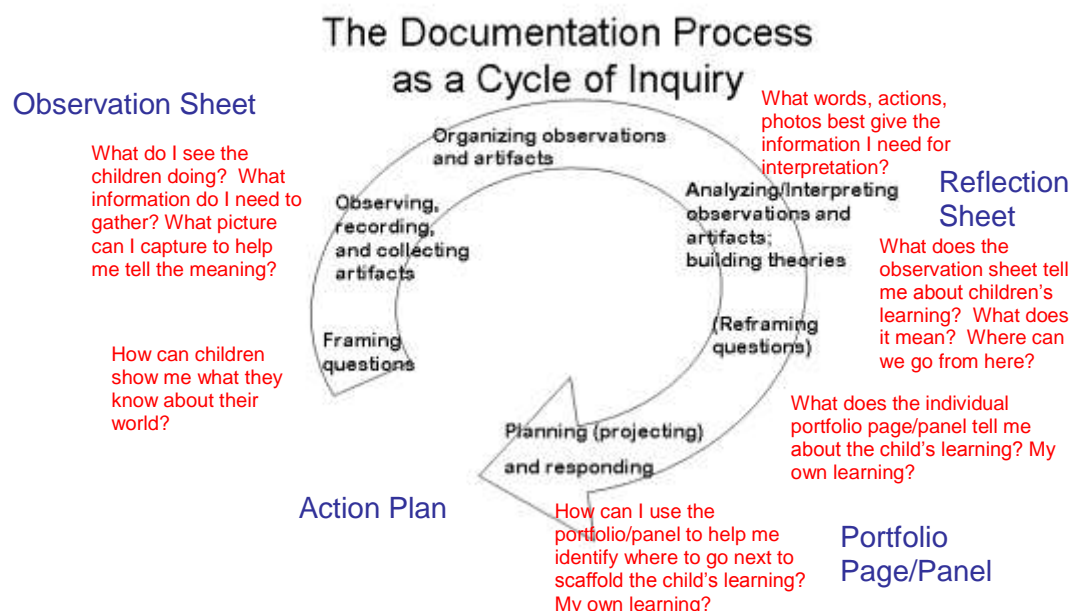 The Documentation Process
as a Cycle of Inquiry
Observation Sheet
What do I see the
children doing?  What
information do I need to
gather? What picture
can I capture to help
me tell the meaning?
How can children
show me what they
know about their
world?
Framing
questions
Observing,
recording,
and collecting
artifacts
Organizing observations
and artifacts
What words, actions,
photos best give the
information I need for
interpretation?
Analyzing/Interpreting
observations and
artifacts;
building theories
Reflection
Sheet
What does the
observation sheet tell
me about children’s
learning?  What does
it mean?  Where can
we go from here?
(Reframing
questions)
What does the individual
portfolio page/panel tell me
about the child’s learning? My
own learning?
Planning (projecting)
and responding
Action Plan
How can I use the
portfolio/panel to help me
identify where to go next to
scaffold the child’s learning?
My own learning?
Portfolio
Page/Panel